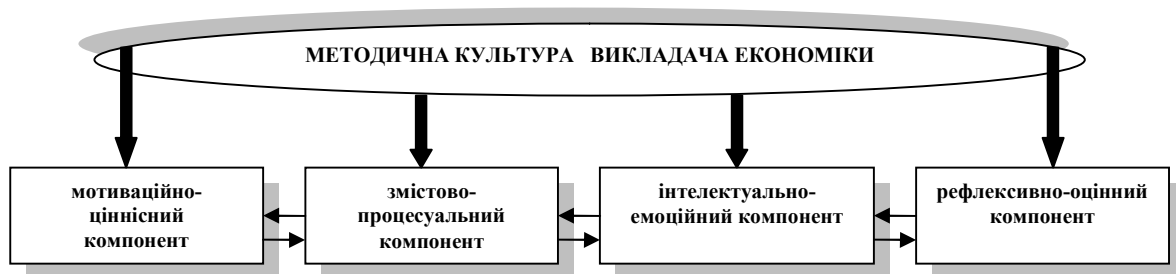 МЕТОДИЧНА КУЛЬТУРА ВИКЛАДАЧА ЕКОНОМІКИ
мотиваційно-
ціннісний
компонент
змістово-
процесуальний
компонент
інтелектуально-
емоційний компонент
рефлексивно-оцінний
компонент